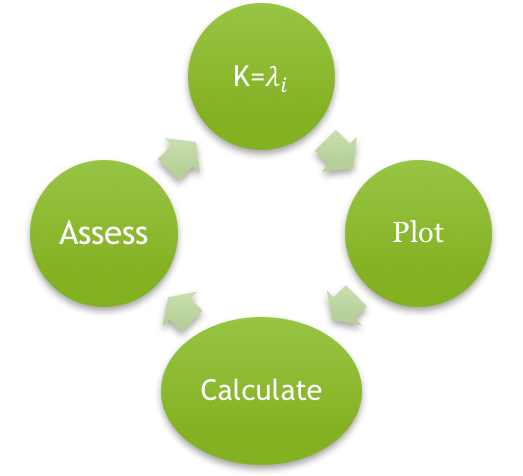 K=λᵢ
Plot
Calculate
Assess